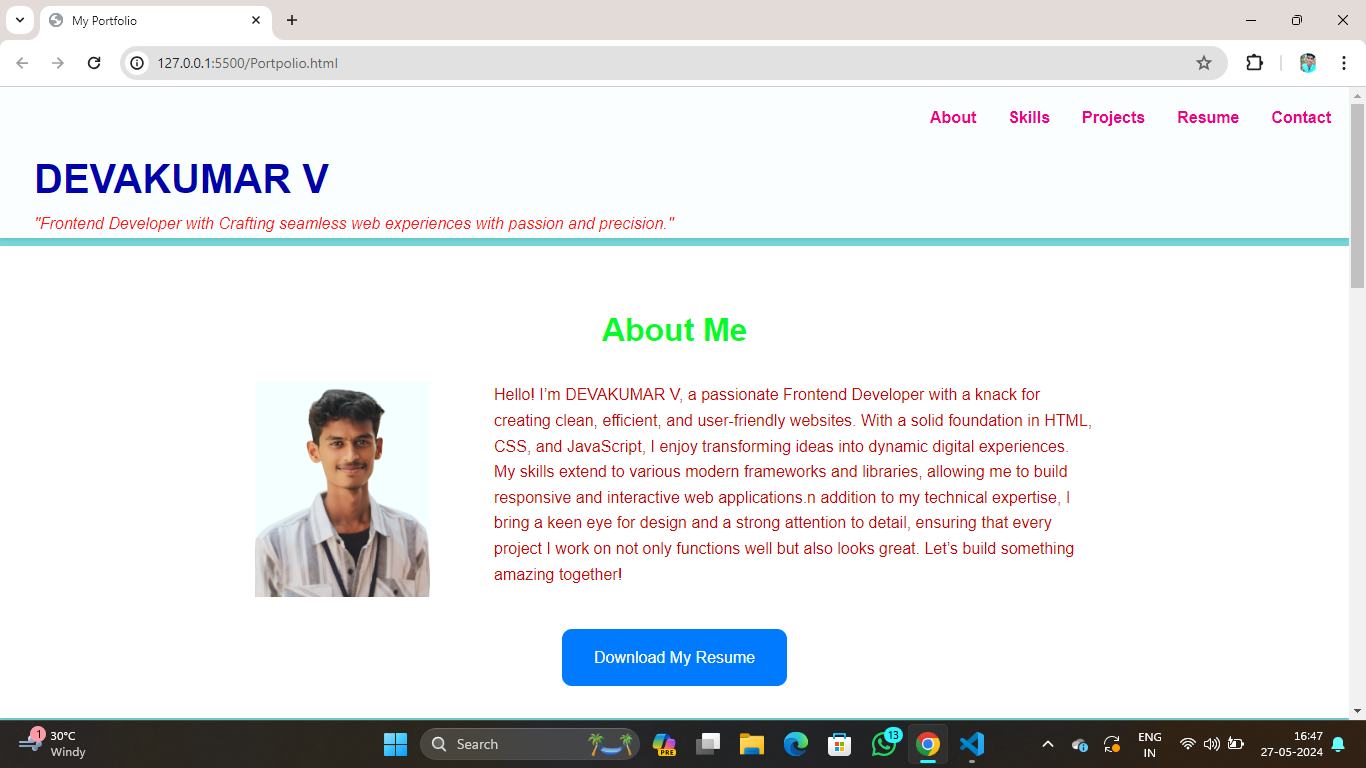 My Portfolio
127.0.0.1:5500/Portpolio.html
About Skills Projects Resume Contact
DEVAKUMAR V
"Frontend Developer with Crafting seamless web experiences with passion and precision."
About Me
Hello! I’m DEVAKUMAR V, a passionate Frontend Developer with a knack for
creating clean, efficient, and user-friendly websites. With a solid foundation in HTML,
CSS, and JavaScript, I enjoy transforming ideas into dynamic digital experiences.
My skills extend to various modern frameworks and libraries, allowing me to build
responsive and interactive web applications.n addition to my technical expertise, I
bring a keen eye for design and a strong attention to detail, ensuring that every
project I work on not only functions well but also looks great. Let’s build something
amazing together!
Download My Resume
1
30°C
Windy
Search
PRE
13
ENG
IN
16:47
27-05-2024